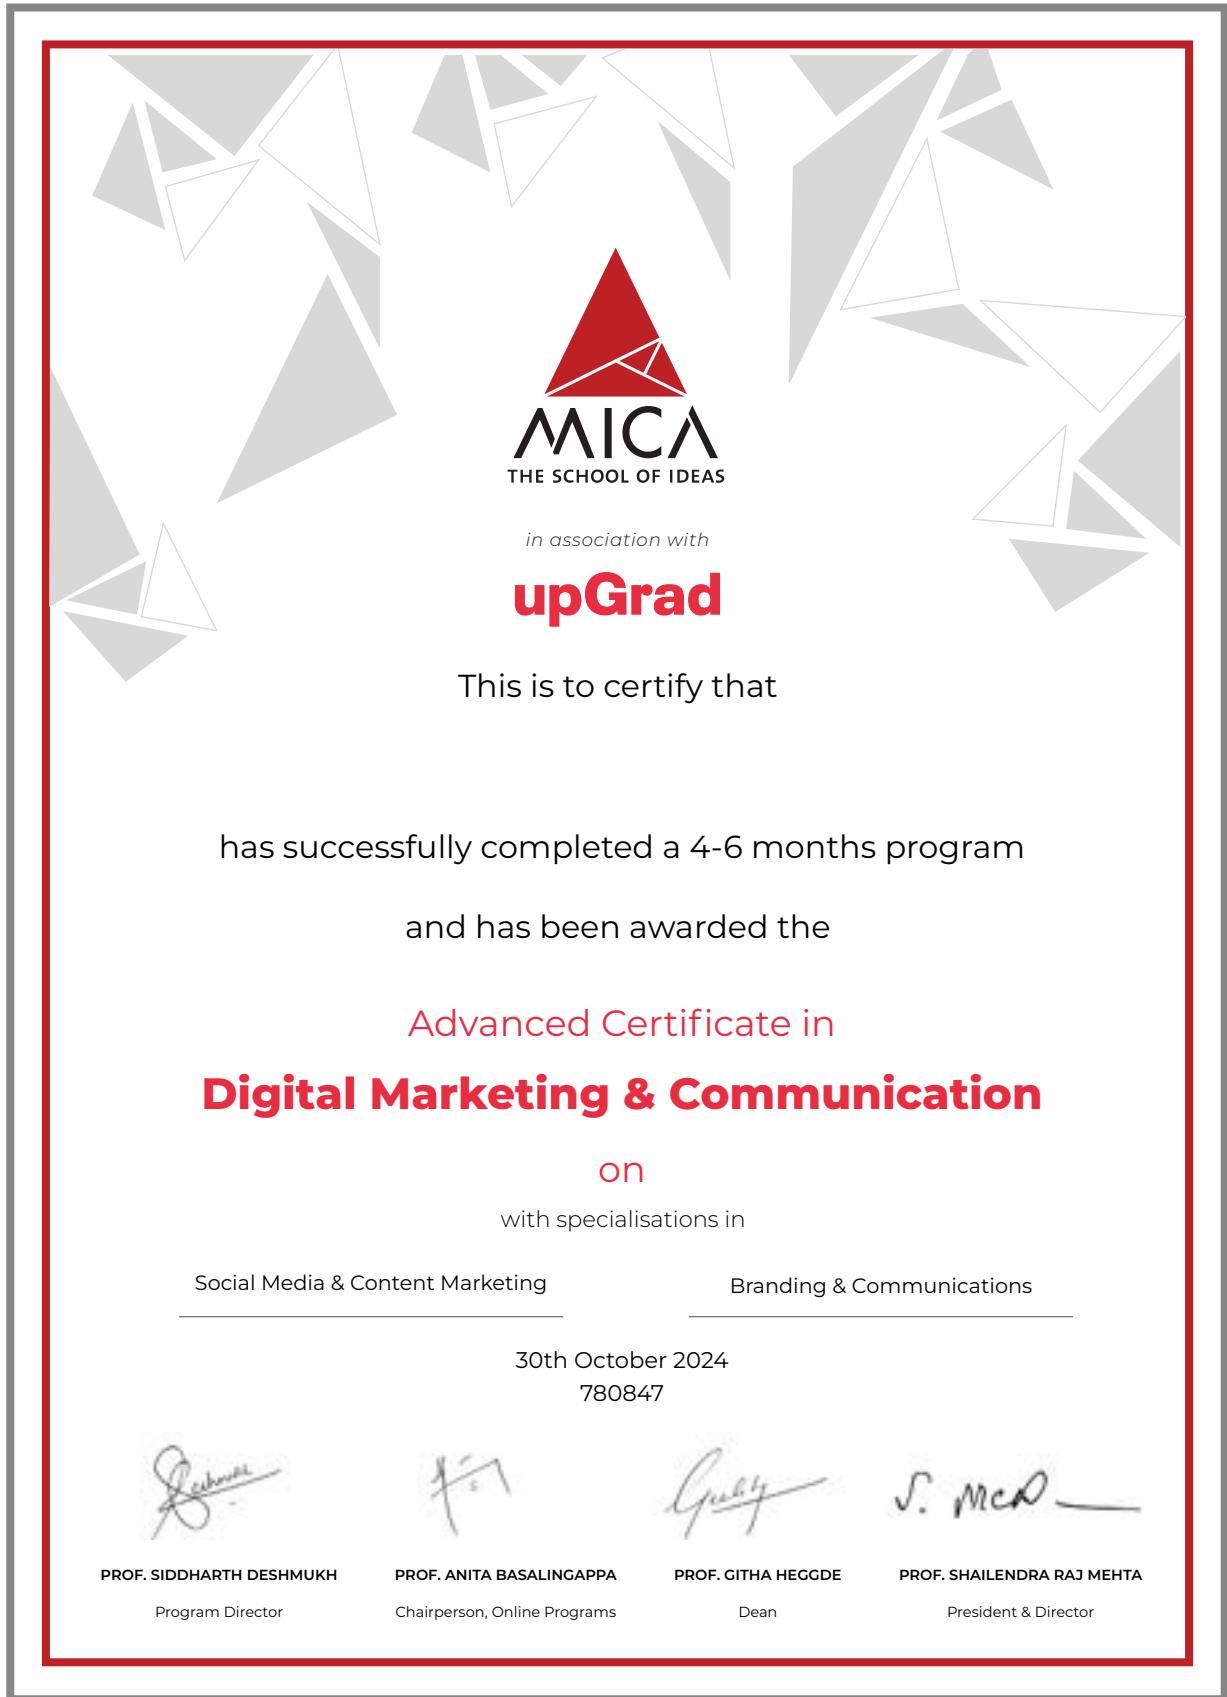 MICA
THE SCHOOL OF IDEAS
in association with
upGrad
This is to certify that
has successfully completed a 4-6 months program
and has been awarded the
Advanced Certificate in
Digital Marketing & Communication
on
with specialisations in
Social Media & Content Marketing
Branding & Communications
30th October 2024
780847
PROF. SIDDHARTH DESHMUKH
Program Director
PROF. ANITA BASALINGAPPA
Chairperson, Online Programs
PROF. GITHA HEGGDE
Dean
PROF. SHAILENDRA RAJ MEHTA
President & Director